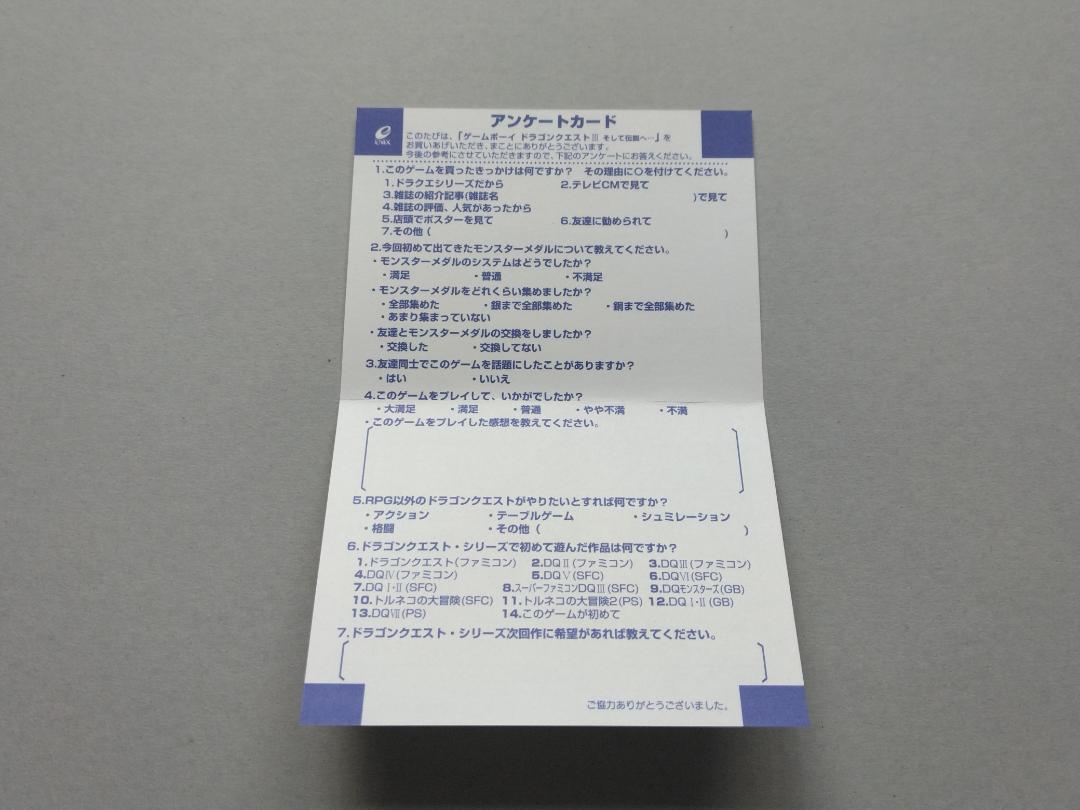 アンケートカード
ENIX
このたびは、「ゲームボーイ ドラゴンクエストⅢ そして伝説へ…」を
お買いあげいただき、まことにありがとうございます。
今後の参考にさせていただきますので、下記のアンケートにお答えください。
1.このゲームを買ったきっかけは何ですか? その理由に○を付けてください。
1.ドラクエシリーズだから 2.テレビCMで見て
3.雑誌の紹介記事(雑誌名 )で見て
4.雑誌の評価、人気があったから
5.店頭でポスターを見て 6.友達に勧められて
7.その他 ( )
2.今回初めて出てきたモンスターメダルについて教えてください。
・モンスターメダルのシステムはどうでしたか?
・満足 ・普通 ・不満足
・モンスターメダルをどれくらい集めましたか?
・全部集めた ・銀まで全部集めた ・銅まで全部集めた
・あまり集まっていない
・友達とモンスターメダルの交換をしましたか?
・交換した ・交換してない
3.友達同士でこのゲームを話題にしたことがありますか?
・はい ・いいえ
4.このゲームをプレイして、いかがでしたか?
・大満足 ・満足 ・普通 ・やや不満 ・不満
・このゲームをプレイした感想を教えてください。
5.RPG以外のドラゴンクエストがやりたいとすれば何ですか?
・アクション ・テーブルゲーム ・シュミレーション
・格闘 ・その他 ( )
6.ドラゴンクエスト・シリーズで初めて遊んだ作品は何ですか?
1.ドラゴンクエスト(ファミコン) 2.DQⅡ(ファミコン) 3.DQⅢ(ファミコン)
4.DQⅣ(ファミコン) 5.DQⅤ(SFC) 6.DQⅥ(SFC)
7.DQⅠ・Ⅱ(SFC) 8.スーパーファミコンDQⅢ(SFC) 9.DQモンスターズ(GB)
10.トルネコの大冒険(SFC) 11.トルネコの大冒険2(PS) 12.DQⅠ・Ⅱ(GB)
13.DQⅦ(PS) 14.このゲームが初めて
7.ドラゴンクエスト・シリーズ次回作に希望があれば教えてください。
ご協力ありがとうございました。